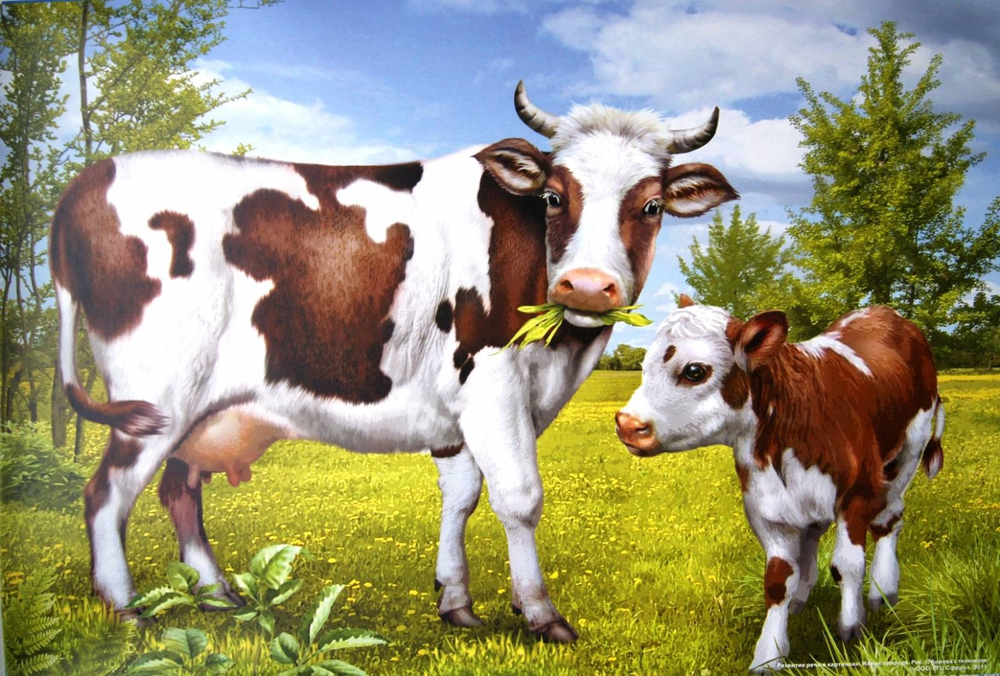 Развитие речи в картинках: Живая природа. Рис. 5. Корова с теленком.
© ООО «ТЦ Сфера», 2011